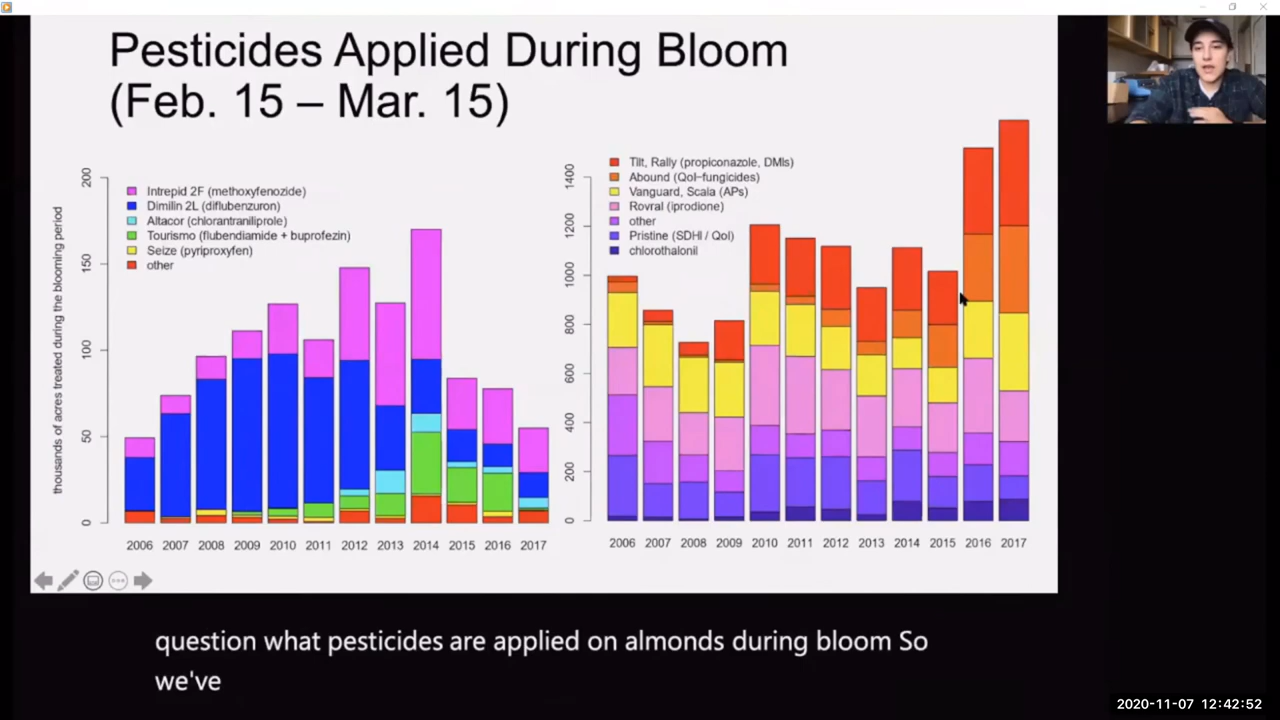 Pesticides Applied During Bloom
(Feb. 15 – Mar. 15)
thousands of acres treated during the blooming period
200
150
100
50
0
Intrepid 2F (methoxyfenozide)
Dimilin 2L (diflubenzuron)
Altacor (chlorantraniliprole)
Tourismo (flubendiamide + buprofezin)
Seize (pyriproxyfen)
other
2006 2007 2008 2009 2010 2011 2012 2013 2014 2015 2016 2017
1400
1200
1000
800
600
400
200
0
Tilt, Rally (propiconazole, DMIs)
Abound (QoI-fungicides)
Vanguard, Scala (APs)
Rovral (iprodione)
other
Pristine (SDHI / QoI)
chlorothalonil
2006 2007 2008 2009 2010 2011 2012 2013 2014 2015 2016 2017
question what pesticides are applied on almonds during bloom So
we've
2020-11-07 12:42:52